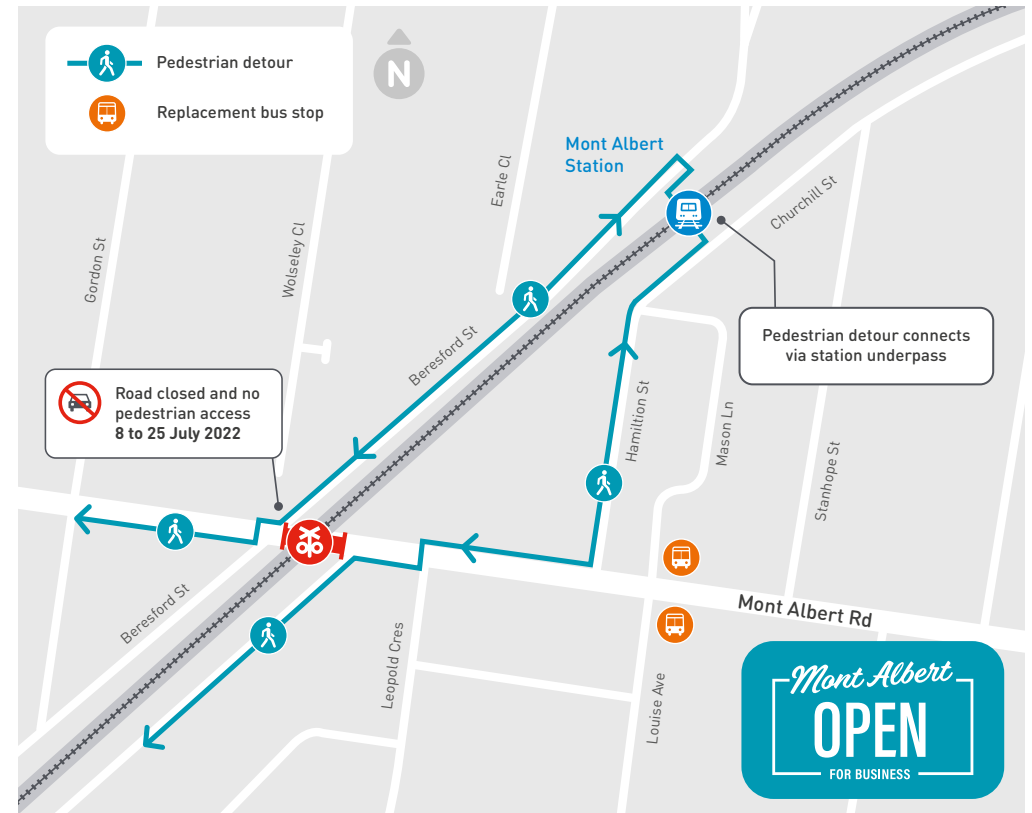 Pedestrian detour
Replacement bus stop
N
Mont Albert
Station
Earle Cl
Churchill St
Gordon St
Wolseley Cl
Pedestrian detour connects
via station underpass
Beresford St
Road closed and no
pedestrian access
8 to 25 July 2022
Hamiltion St
Mason Ln
Stanhope St
Beresford St
Mont Albert Rd
Leopold Cres
Louise Ave
Mont Albert
OPEN
FOR BUSINESS